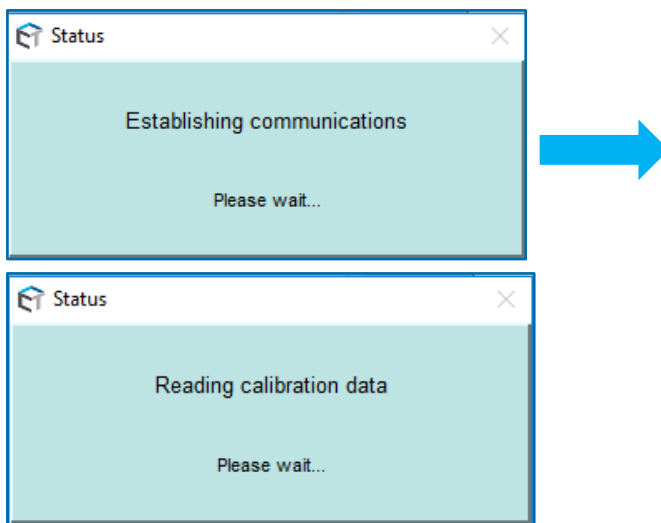 Status
Establishing communications
Please wait...
Status
Reading calibration data
Please wait...